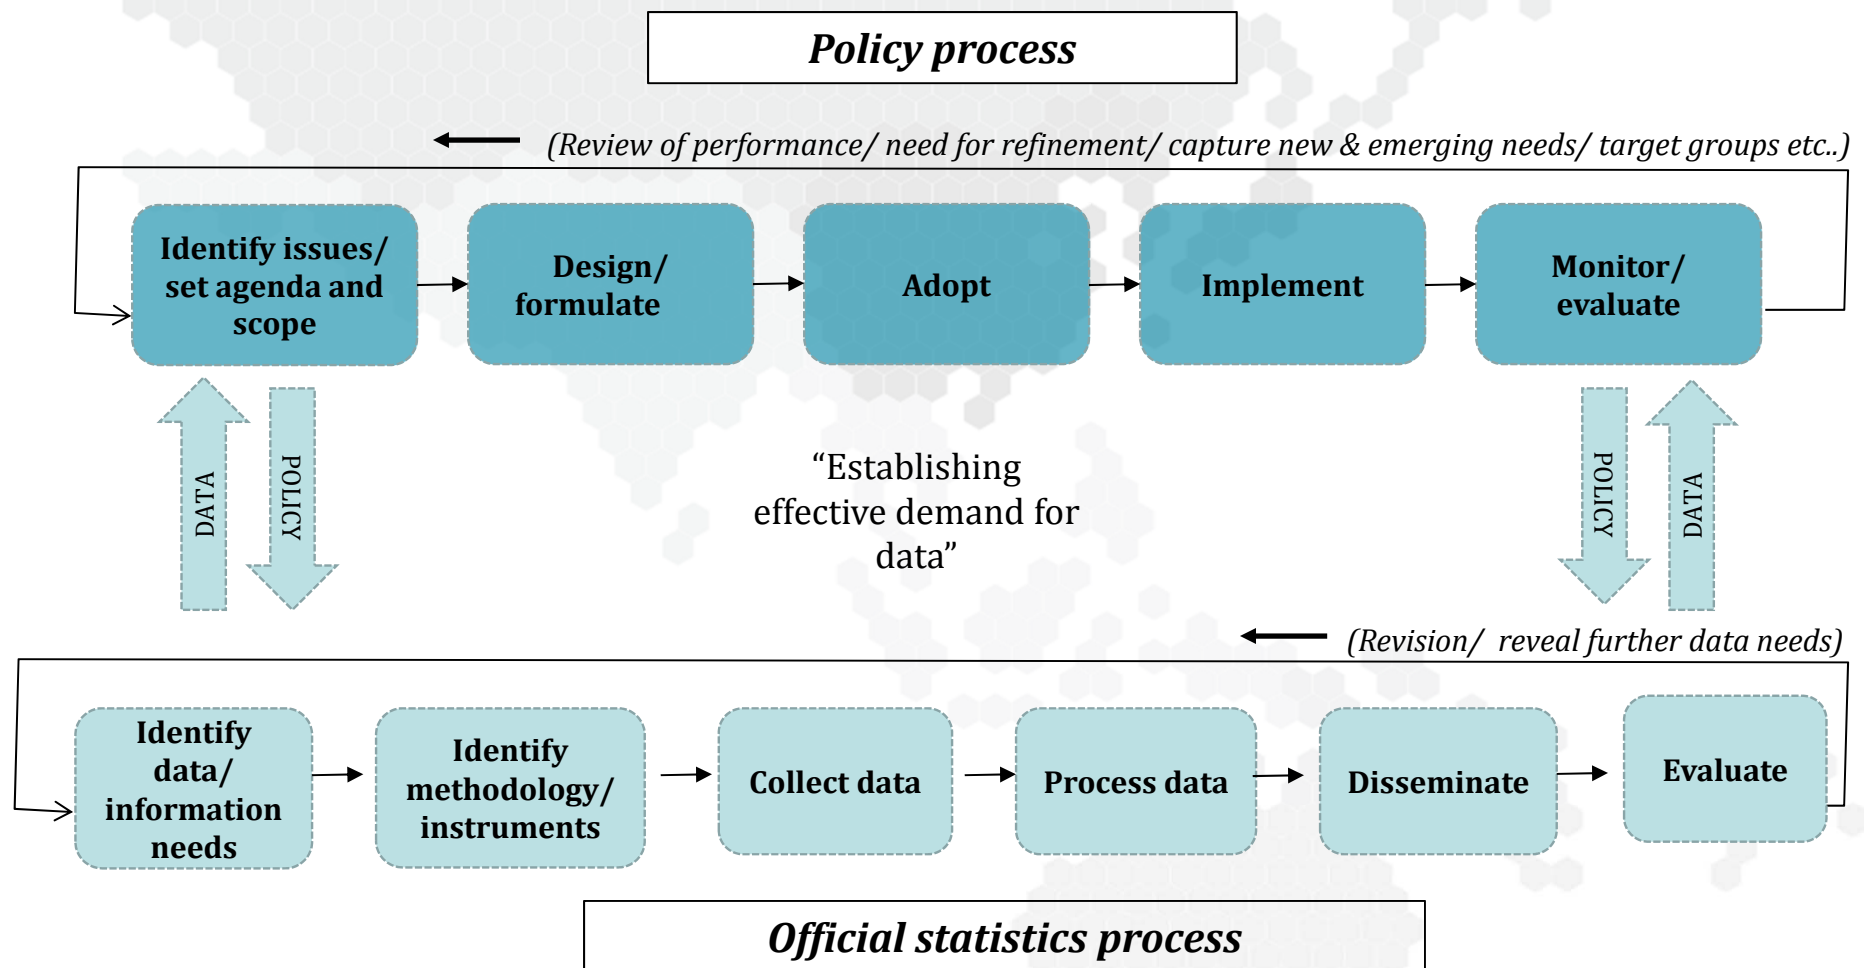 Policy process
(Review of performance/ need for refinement/ capture new & emerging needs/ target groups etc..)
Identify issues/
set agenda and
scope
Design/
formulate
Adopt
Implement
Monitor/
evaluate
DATA
POLICY
“Establishing
effective demand for
data”
POLICY
DATA
(Revision/ reveal further data needs)
Identify
data/
information
needs
Identify
methodology/
instruments
Collect data
Process data
Disseminate
Evaluate
Official statistics process